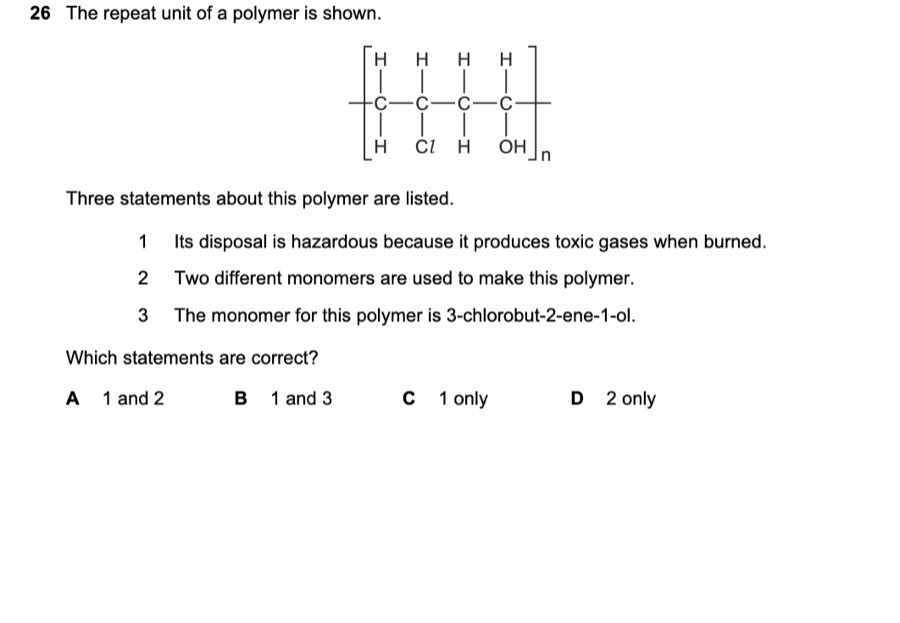 26 The repeat unit of a polymer is shown.
H H H H
C C C C
H Cl H OH n
Three statements about this polymer are listed.
1 Its disposal is hazardous because it produces toxic gases when burned.
2 Two different monomers are used to make this polymer.
3 The monomer for this polymer is 3-chlorobut-2-ene-1-ol.
Which statements are correct?
A 1 and 2 B 1 and 3 C 1 only D 2 only